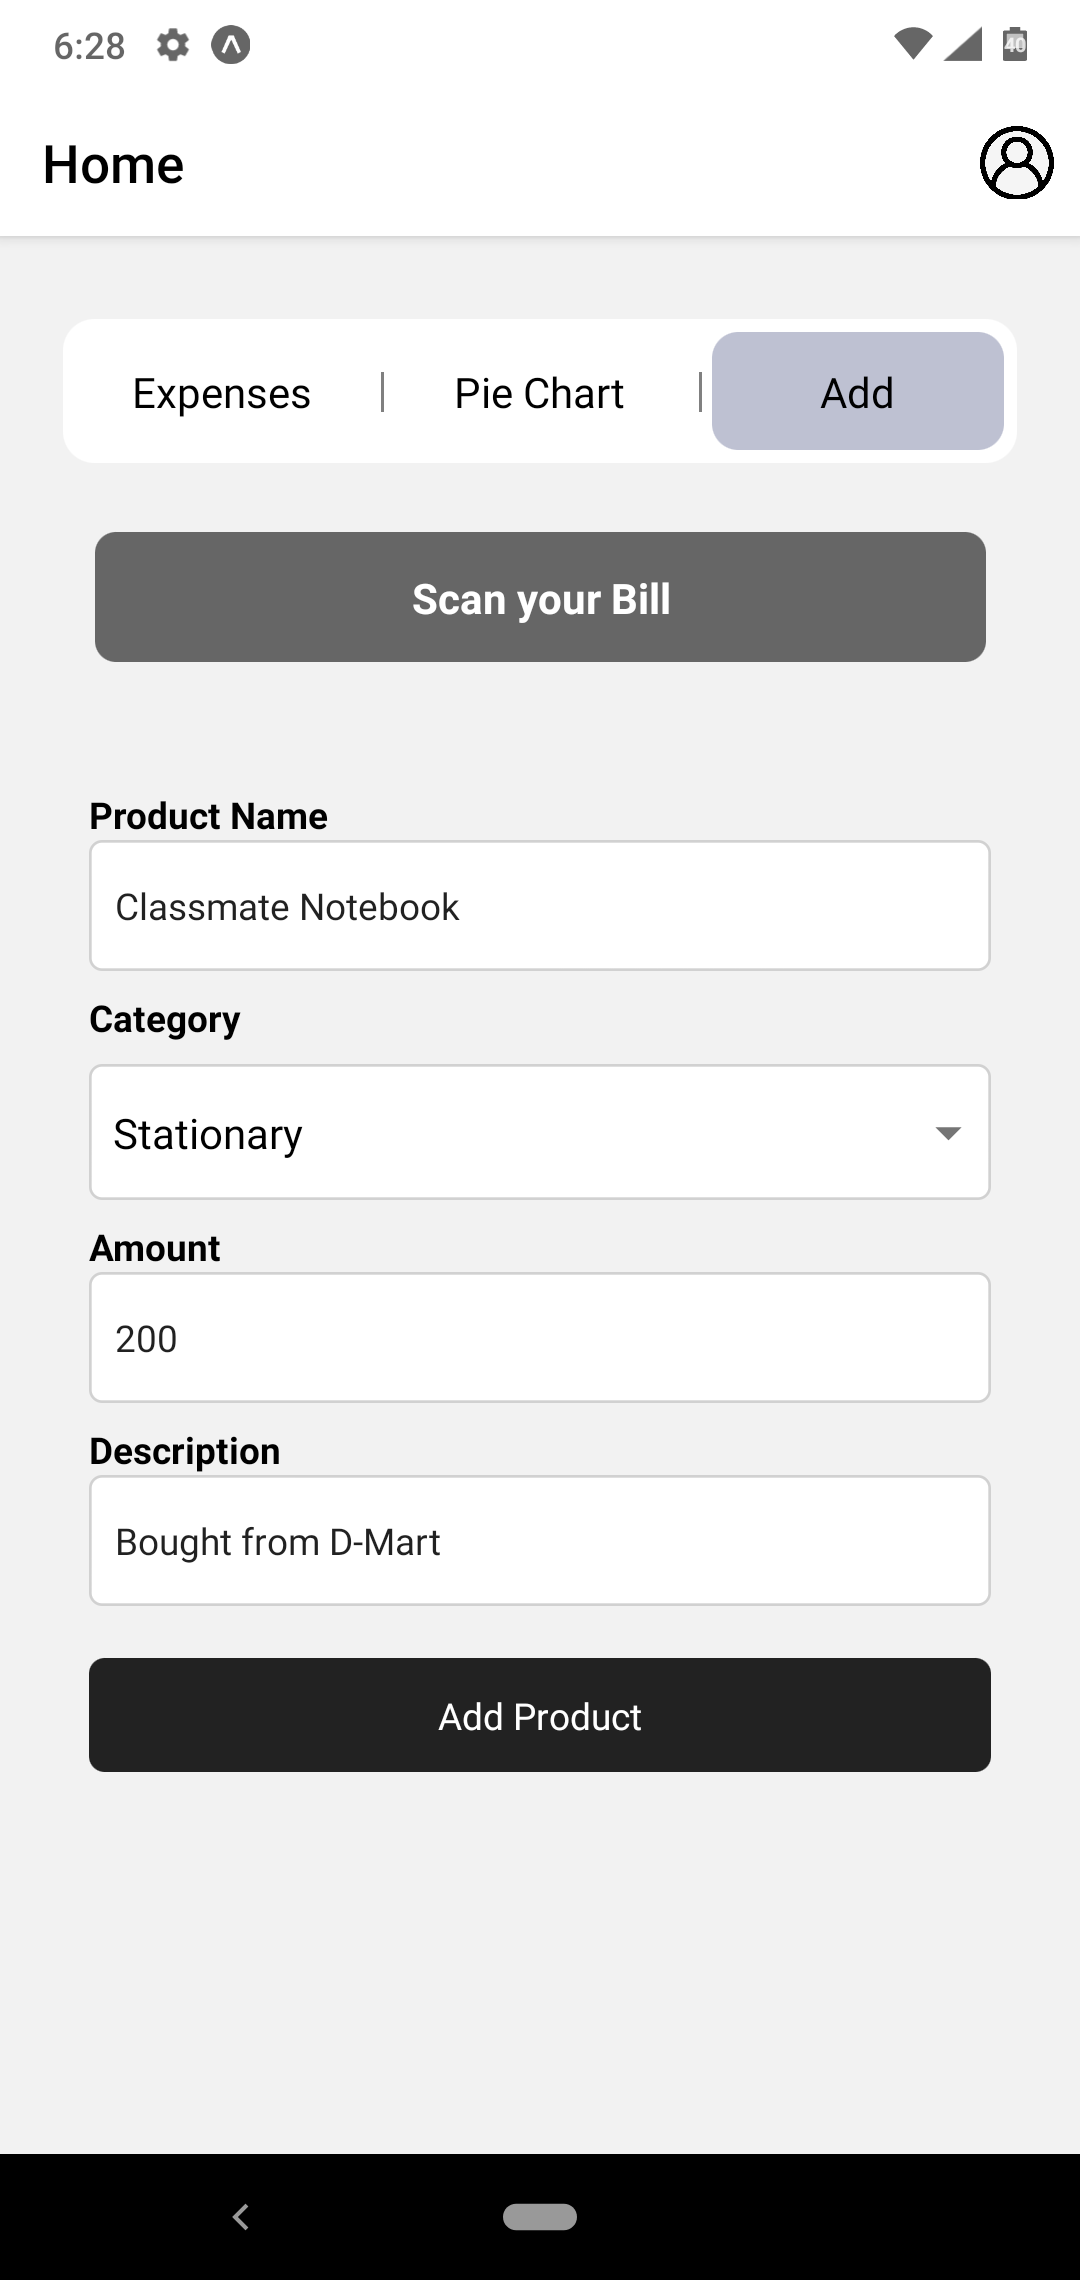 6:28
40
Home
Expenses
Pie Chart
Add
Scan your Bill
Product Name
Classmate Notebook
Category
Stationary
Amount
200
Description
Bought from D-Mart
Add Product